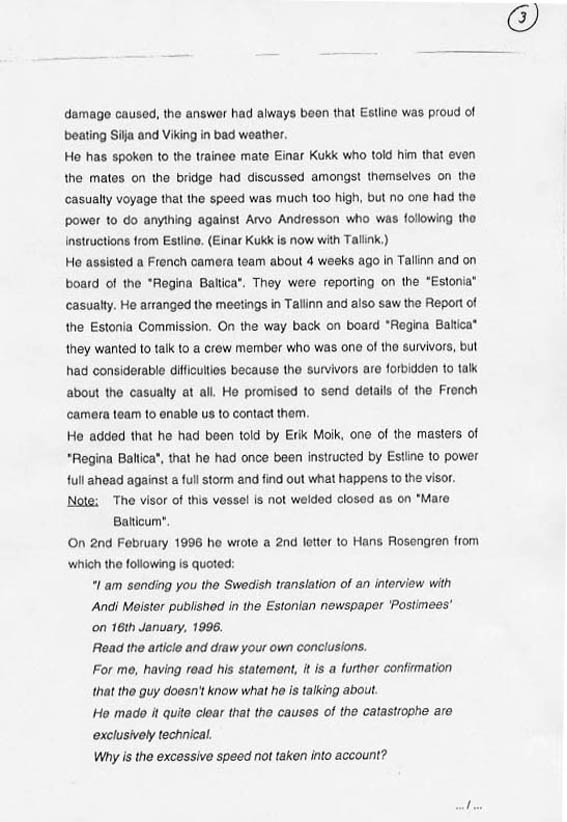 3
damage caused, the answer had always been that Estline was proud of
beating Silja and Viking in bad weather.
He has spoken to the trainee mate Einar Kukk who told him that even
the mates on the bridge had discussed amongst themselves on the
casualty voyage that the speed was much too high, but no one had the
power to do anything against Arvo Andresson who was following the
instructions from Estline. (Einar Kukk is now with Tallink.)
He assisted a French camera team about 4 weeks ago in Tallinn and on
board of the "Regina Baltica". They were reporting on the "Estonia"
casualty. He arranged the meetings in Tallinn and also saw the Report of
the Estonia Commission. On the way back on board "Regina Baltica"
they wanted to talk to a crew member who was one of the survivors, but
had considerable difficulties because the survivors are forbidden to talk
about the casualty at all. He promised to send details of the French
camera team to enable us to contact them.
He added that he had been told by Erik Moik, one of the masters of
"Regina Baltica", that he had once been instructed by Estline to power
full ahead against a full storm and find out what happens to the visor.
Note: The visor of this vessel is not welded closed as on "Mare
Balticum".
On 2nd February 1996 he wrote a 2nd letter to Hans Rosengren from
which the following is quoted:
"I am sending you the Swedish translation of an interview with
Andi Meister published in the Estonian newspaper 'Postimees'
on 16th January, 1996.
Read the article and draw your own conclusions.
For me, having read his statement, it is a further confirmation
that the guy doesn't know what he is talking about.
He made it quite clear that the causes of the catastrophe are
exclusively technical.
Why is the excessive speed not taken into account?
.../...